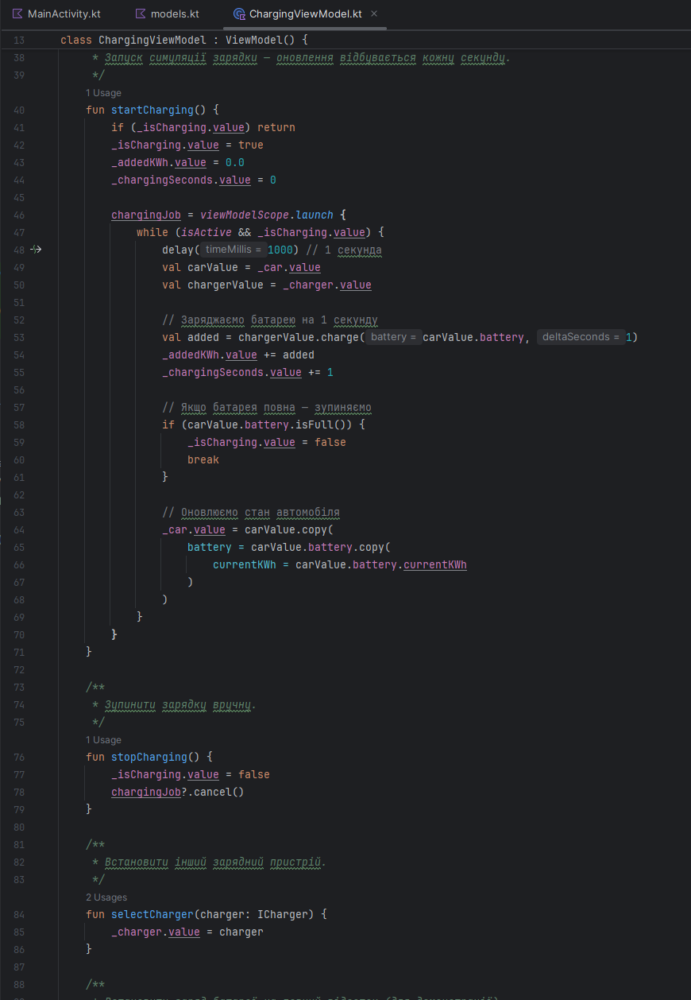 MainActivity.kt models.kt ChargingViewModel.kt ×
13 class ChargingViewModel : ViewModel() {
38 * Запуск симуляції зарядки — оновлення відбувається кожну секунду.
39 */
1 Usage
40 fun startCharging() {
41 if (_isCharging.value) return
42 _isCharging.value = true
43 _addedKWh.value = 0.0
44 _chargingSeconds.value = 0
45
46 chargingJob = viewModelScope.launch {
47 while (isActive && _isCharging.value) {
48 delay( timeMillis = 1000) // 1 секунда
49 val carValue = _car.value
50 val chargerValue = _charger.value
51
52 // Заряджаємо батарею на 1 секунду
53 val added = chargerValue.charge( battery = carValue.battery, deltaSeconds = 1)
54 _addedKWh.value += added
55 _chargingSeconds.value += 1
56
57 // Якщо батарея повна — зупиняємо
58 if (carValue.battery.isFull()) {
59 _isCharging.value = false
60 break
61 }
62
63 // Оновлюємо стан автомобіля
64 _car.value = carValue.copy(
65 battery = carValue.battery.copy(
66 currentKWh = carValue.battery.currentKWh
67 )
68 )
69 }
70 }
71 }
72
73 /**
74 * Зупинити зарядку вручну.
75 */
1 Usage
76 fun stopCharging() {
77 _isCharging.value = false
78 chargingJob?.cancel()
79 }
80
81 /**
82 * Встановити інший зарядний пристрій.
83 */
2 Usages
84 fun selectCharger(charger: ICharger) {
85 _charger.value = charger
86 }
87
88 /**